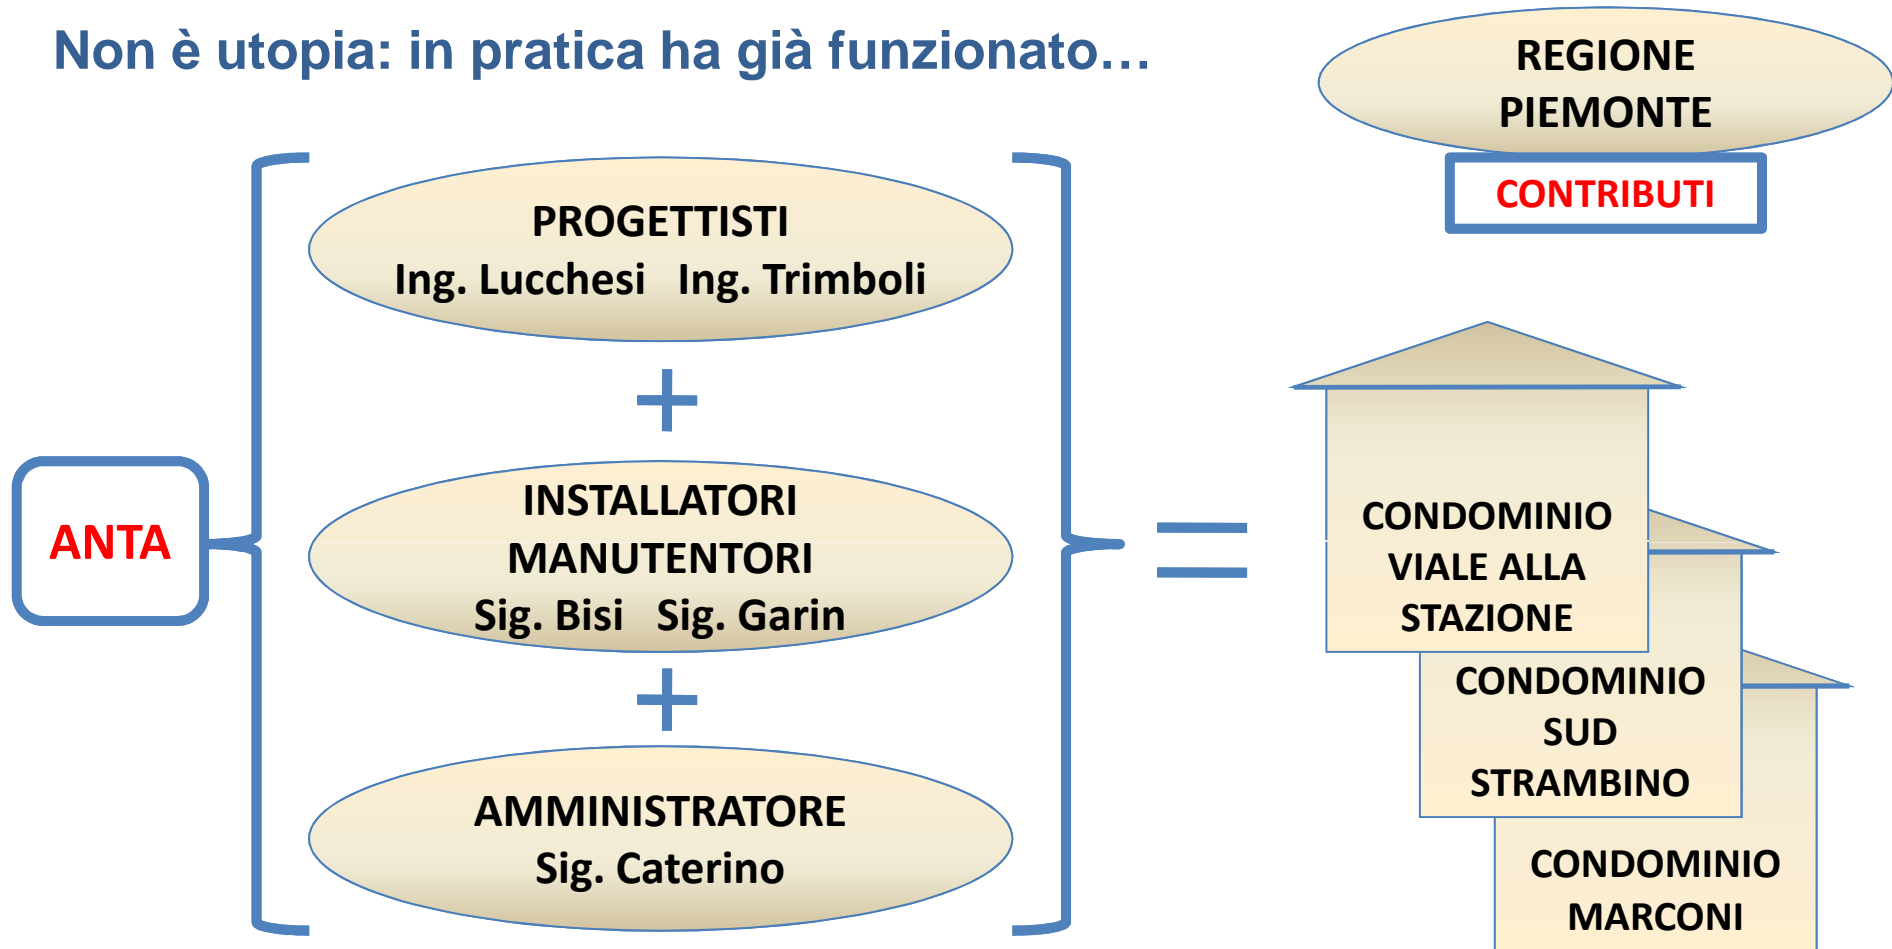 Non è utopia: in pratica ha già funzionato…
REGIONE
PIEMONTE
CONTRIBUTI
PROGETTISTI
Ing. Lucchesi Ing. Trimboli
+
INSTALLATORI
MANUTENTORI
Sig. Bisi Sig. Garin
+
AMMINISTRATORE
Sig. Caterino
ANTA
=
CONDOMINIO
VIALE ALLA
STAZIONE
CONDOMINIO
SUD
STRAMBINO
CONDOMINIO
MARCONI